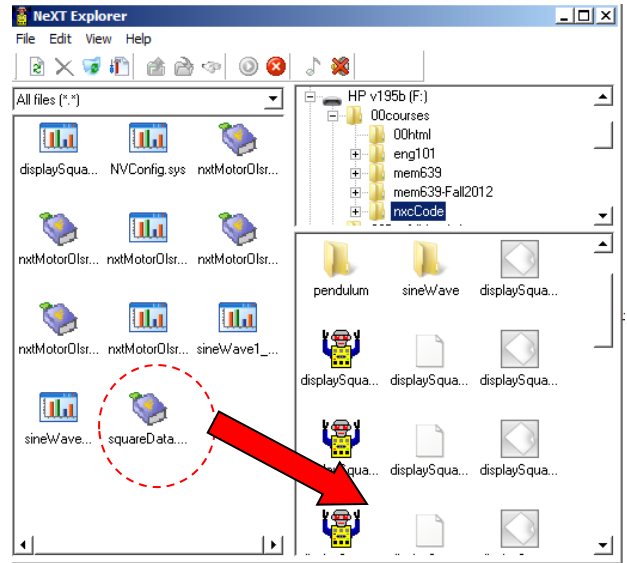 NeXT Explorer
File Edit View Help
All files (*.*)
displaySqua... NVConfig.sys nxtMotorOlsr...
nxtMotorOlsr... nxtMotorOlsr... nxtMotorOlsr...
nxtMotorOlsr... nxtMotorOlsr... sineWave1_...
sineWave... squareData....
HP v195b (F:)
00courses
00html
eng101
mem639
mem639-Fall2012
nxcCode
pendulum sineWave displaySqua...
displaySqua... displaySqua... displaySqua...
displaySqua... displaySqua...